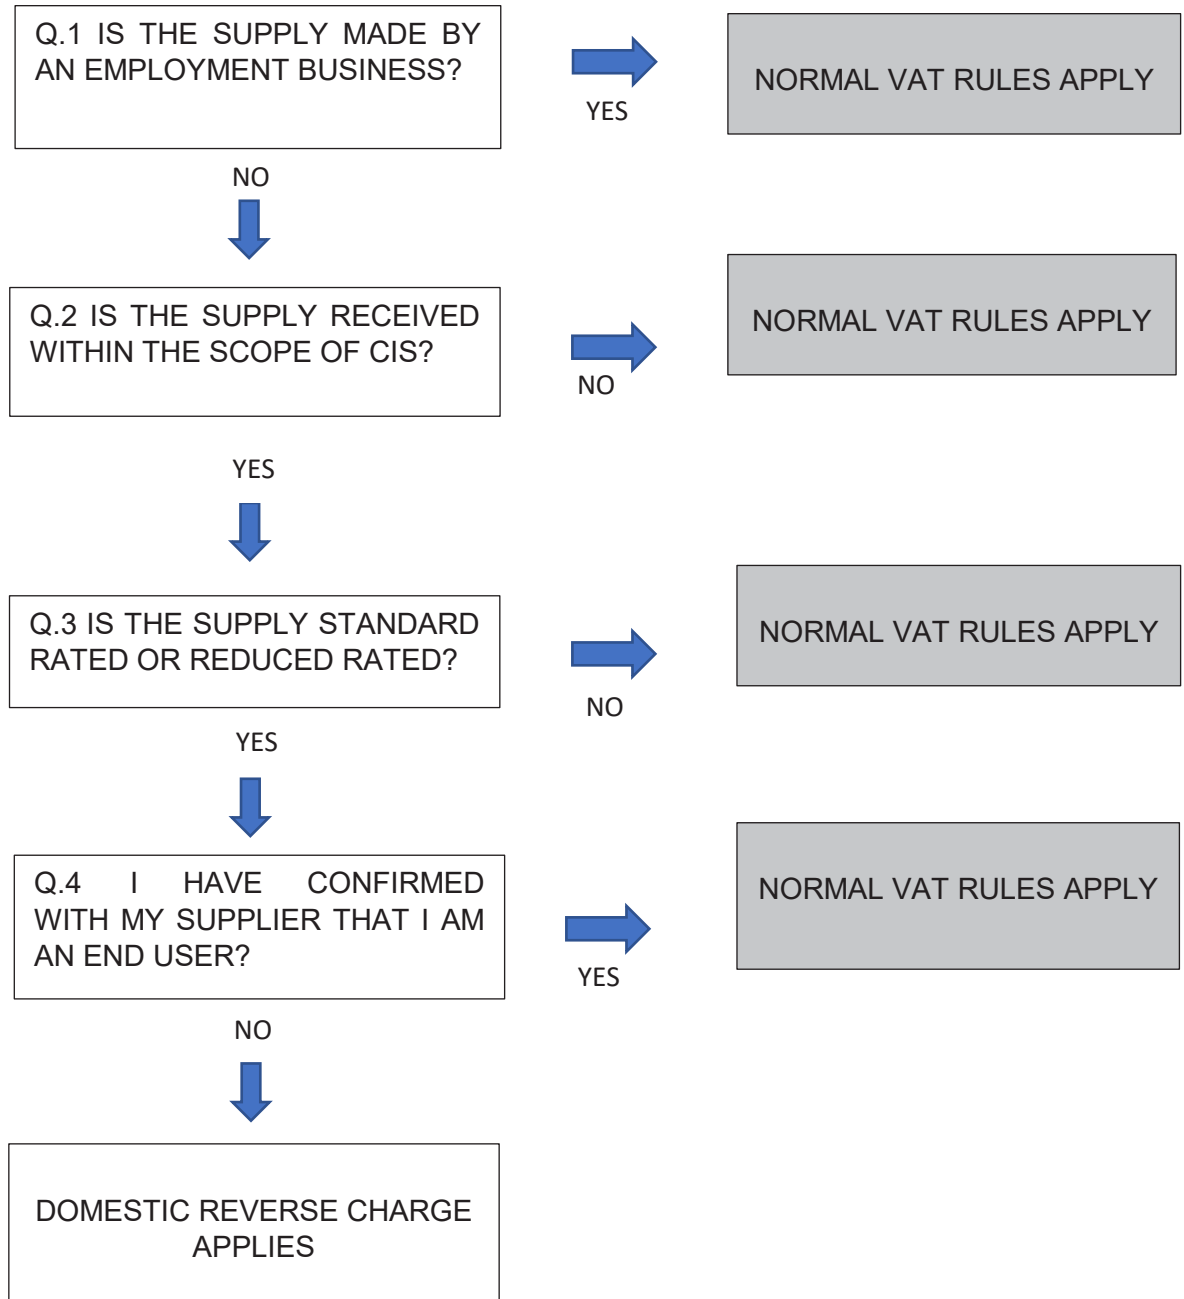 Q.1 IS THE SUPPLY MADE BY
AN EMPLOYMENT BUSINESS?
YES
NORMAL VAT RULES APPLY
NO
Q.2 IS THE SUPPLY RECEIVED
WITHIN THE SCOPE OF CIS?
NO
NORMAL VAT RULES APPLY
YES
Q.3 IS THE SUPPLY STANDARD
RATED OR REDUCED RATED?
NO
NORMAL VAT RULES APPLY
YES
Q.4 I HAVE CONFIRMED
WITH MY SUPPLIER THAT I AM
AN END USER?
YES
NORMAL VAT RULES APPLY
NO
DOMESTIC REVERSE CHARGE
APPLIES